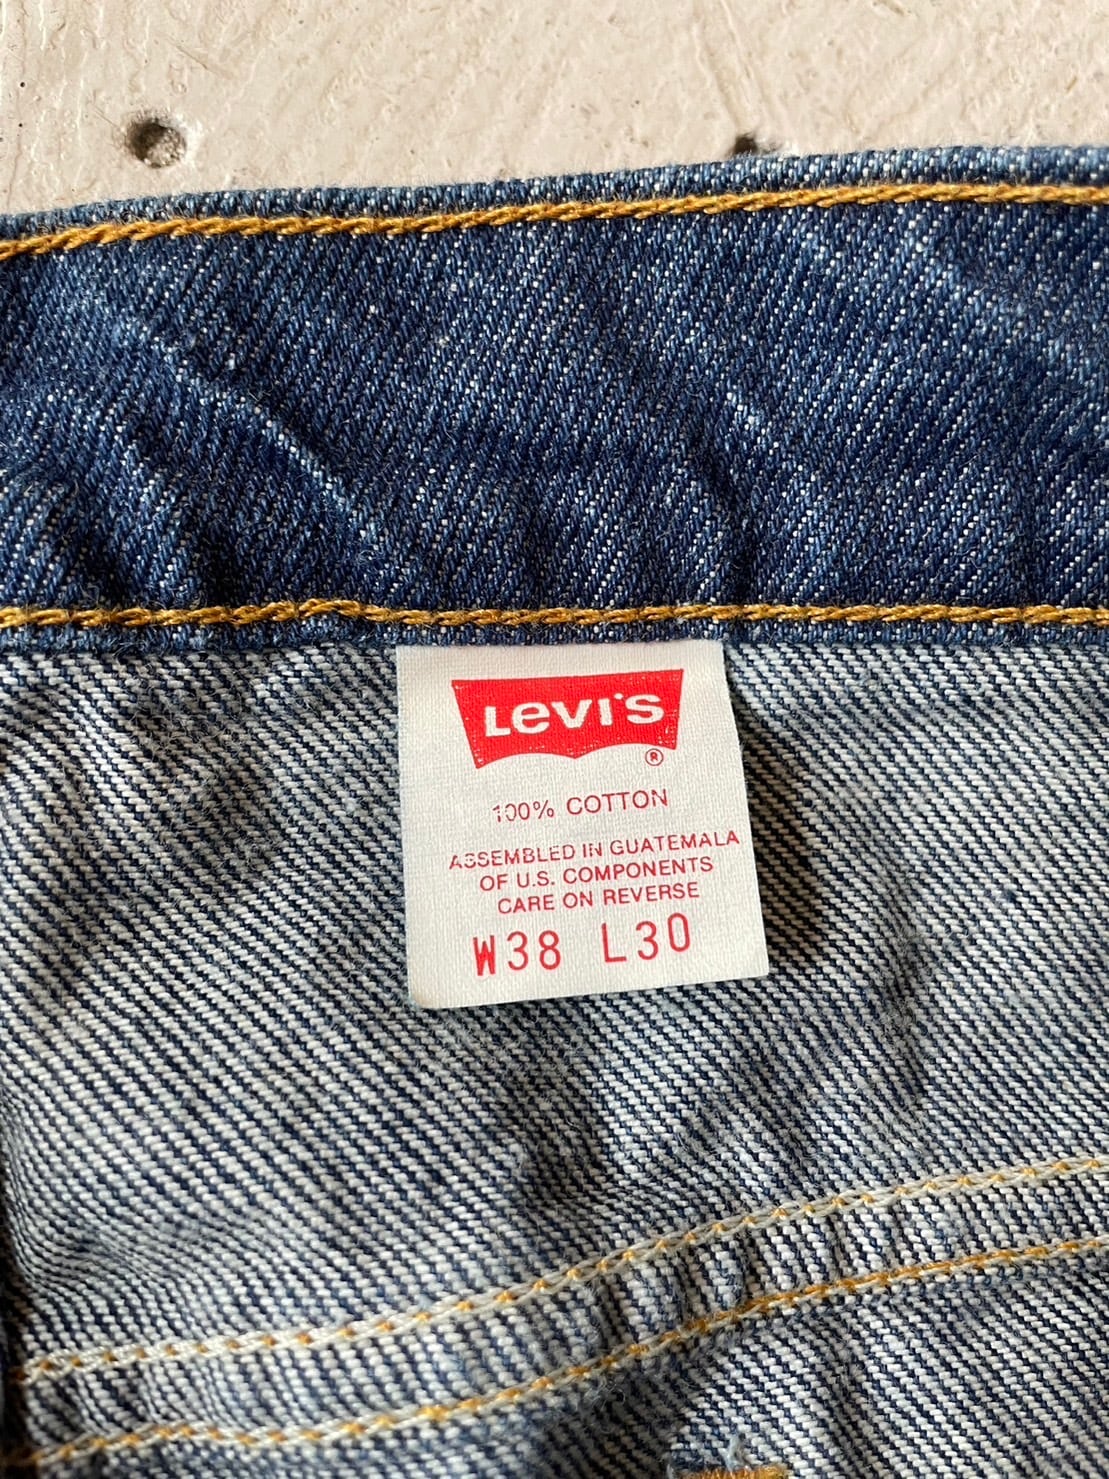 Levi's
®
100% COTTON
ASSEMBLED IN GUATEMALA
OF U.S. COMPONENTS
CARE ON REVERSE
W38 L30